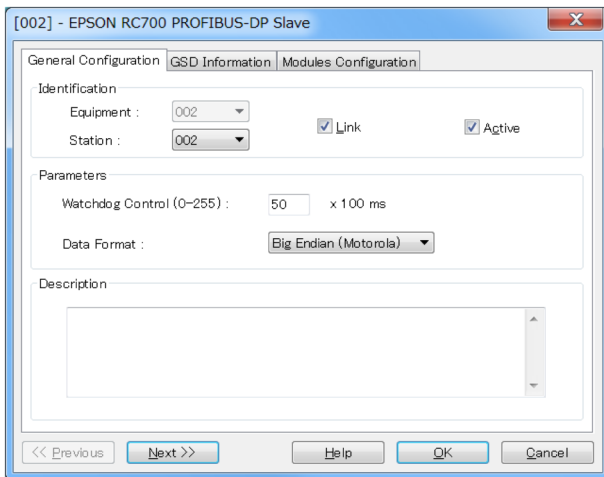 [002] - EPSON RC700 PROFIBUS-DP Slave
General Configuration GSD Information Modules Configuration
Identification
Equipment : 002
Link Active
Station : 002
Parameters
Watchdog Control (0-255) : 50 x 100 ms
Data Format : Big Endian (Motorola)
Description
<< Previous Next >> Help OK Cancel